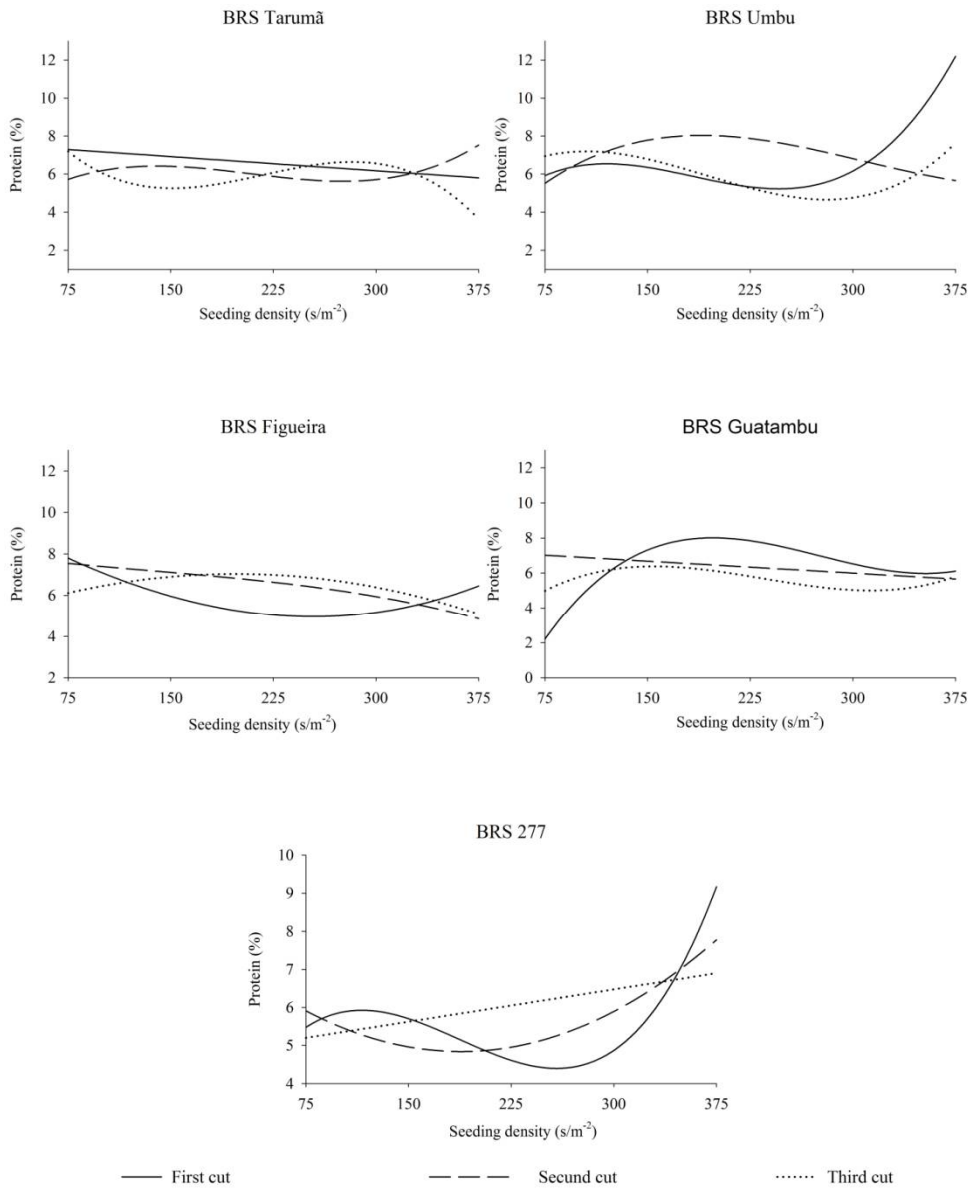 BRS Tarumã
12
10
8
6
4
2
Protein (%)
75 150 225 300 375
Seeding density (s/m⁻²)
BRS Umbu
12
10
8
6
4
2
Protein (%)
75 150 225 300 375
Seeding density (s/m⁻²)
BRS Figueira
12
10
8
6
4
2
Protein (%)
75 150 225 300 375
Seeding density (s/m⁻²)
BRS Guatambu
12
10
8
6
4
2
0
Protein (%)
75 150 225 300 375
Seeding density (s/m⁻²)
BRS 277
10
9
8
7
6
5
4
Protein (%)
75 150 225 300 375
Seeding density (s/m⁻²)
First cut Secund cut Third cut